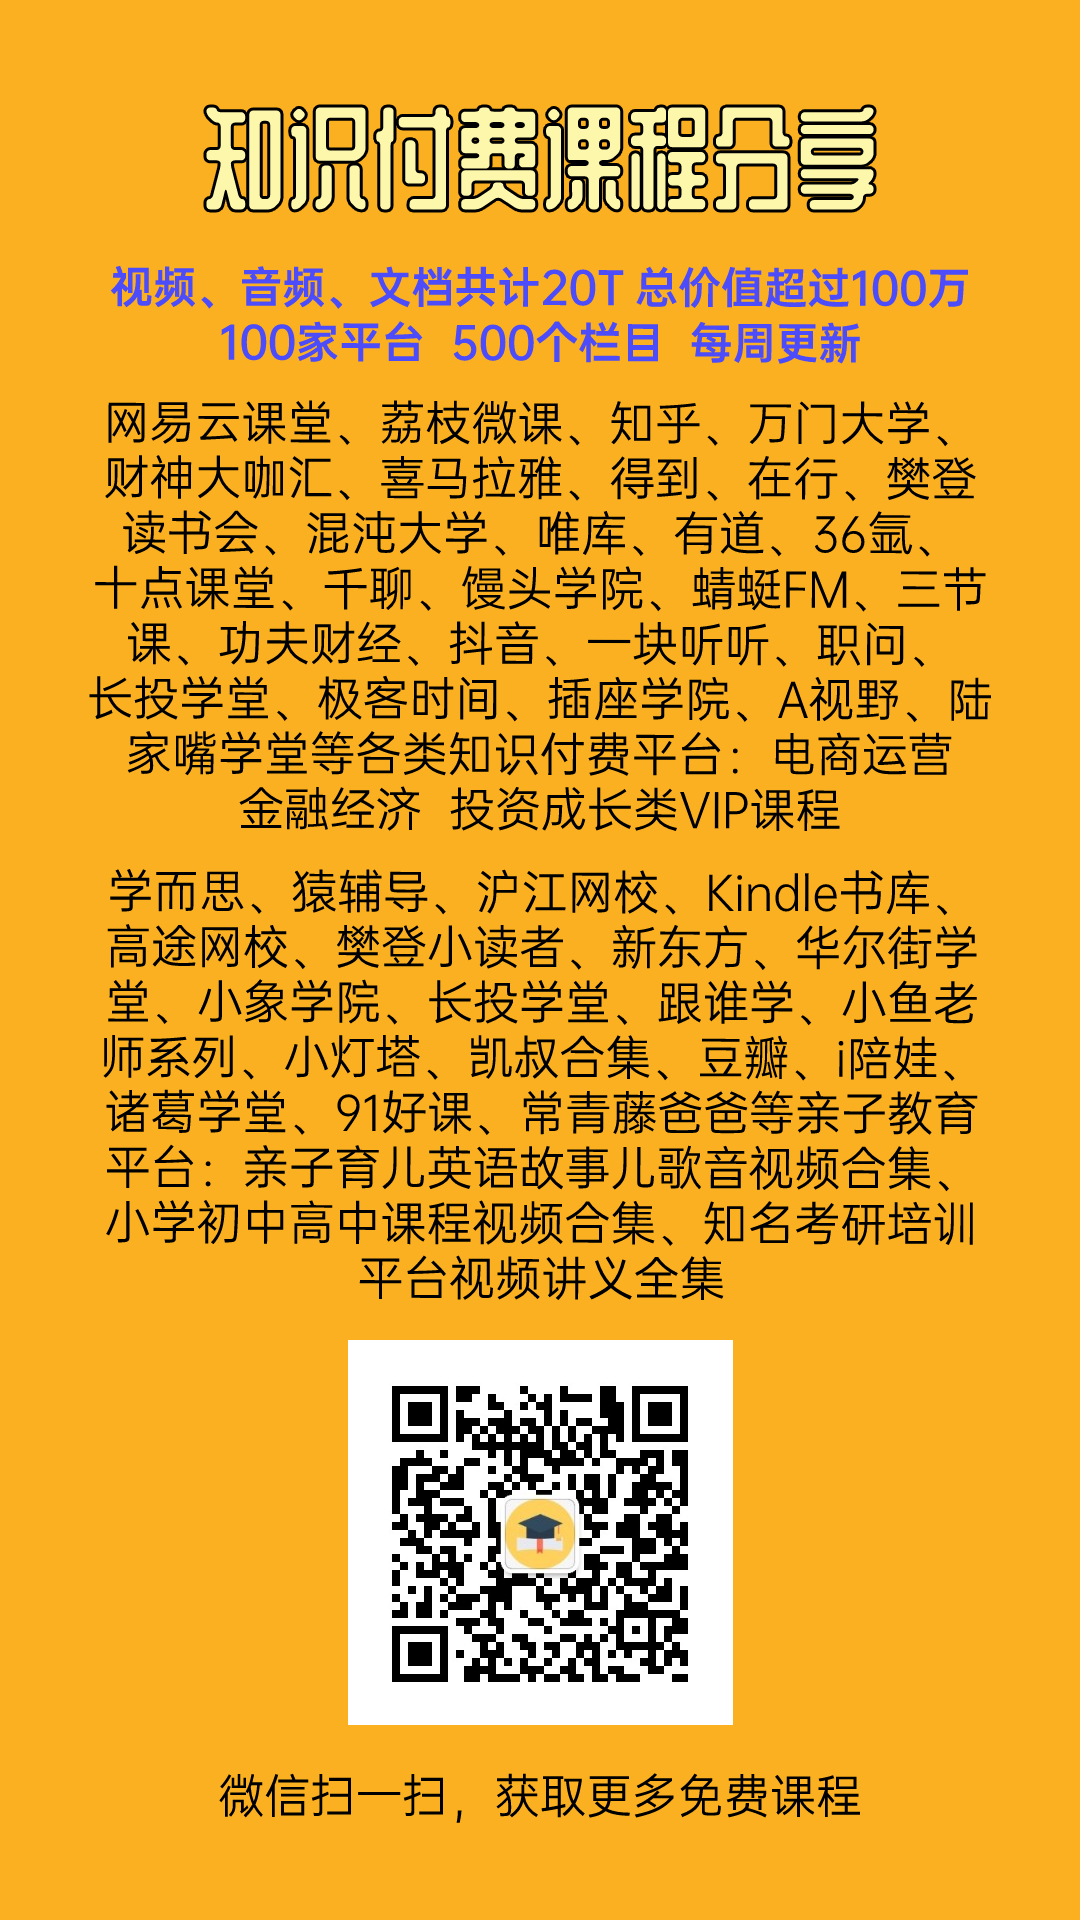 知识付费课程分享
视频、音频、文档共计20T 总价值超过100万
100家平台 500个栏目 每周更新
网易云课堂、荔枝微课、知乎、万门大学、
财神大咖汇、喜马拉雅、得到、在行、樊登
读书会、混沌大学、唯库、有道、36氩、
十点课堂、千聊、馒头学院、蜻蜓FM、三节
课、功夫财经、抖音、一块听听、职问、
长投学堂、极客时间、插座学院、A视野、陆
家嘴学堂等各类知识付费平台：电商运营
金融经济 投资成长类VIP课程
学而思、猿辅导、沪江网校、Kindle书库、
高途网校、樊登小读者、新东方、华尔街学
堂、小象学院、长投学堂、跟谁学、小鱼老
师系列、小灯塔、凯叔合集、豆瓣、i陪娃、
诸葛学堂、91好课、常青藤爸爸等亲子教育
平台：亲子育儿英语故事儿歌音视频合集、
小学初中高中课程视频合集、知名考研培训
平台视频讲义全集
微信扫一扫，获取更多免费课程